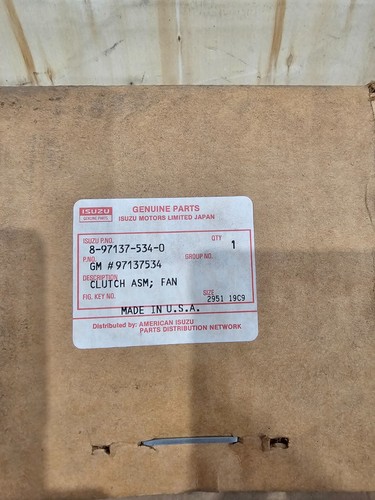 ISUZU
GENUINE PARTS
GENUINE PARTS
ISUZU MOTORS LIMITED JAPAN
ISUZU P.NO.
QTY
8-97137-534-0
1
P.NO.
GROUP NO.
GM #97137534
DESCRIPTION
CLUTCH ASM; FAN
FIG. KEY NO.
SIZE
2951 19C9
MADE IN U.S.A.
Distributed by: AMERICAN ISUZU
PARTS DISTRIBUTION NETWORK